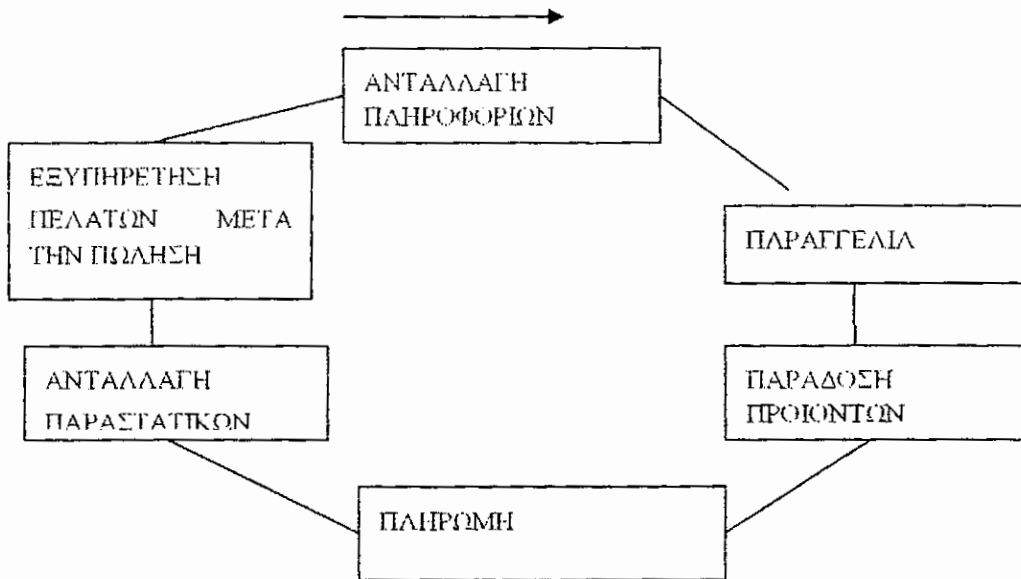 ΑΝΤΑΛΛΑΓΗ
ΠΛΗΡΟΦΟΡΙΩΝ
ΕΞΥΠΗΡΕΤΗΣΗ
ΠΕΛΑΤΩΝ ΜΕΤΑ
ΤΗΝ ΠΩΛΗΣΗ
ΠΑΡΑΓΓΕΛΙΑ
ΑΝΤΑΛΛΑΓΗ
ΠΑΡΑΣΤΑΤΙΚΩΝ
ΠΑΡΑΔΟΣΗ
ΠΡΟΙΟΝΤΩΝ
ΠΛΗΡΩΜΗ